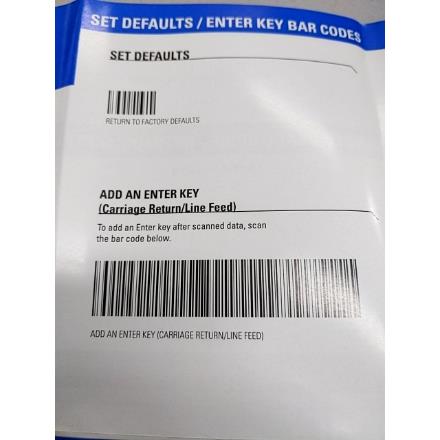 SET DEFAULTS / ENTER KEY BAR CODES
SET DEFAULTS
RETURN TO FACTORY DEFAULTS
ADD AN ENTER KEY
(Carriage Return/Line Feed)
To add an Enter key after scanned data, scan
the bar code below.
ADD AN ENTER KEY (CARRIAGE RETURN/LINE FEED)